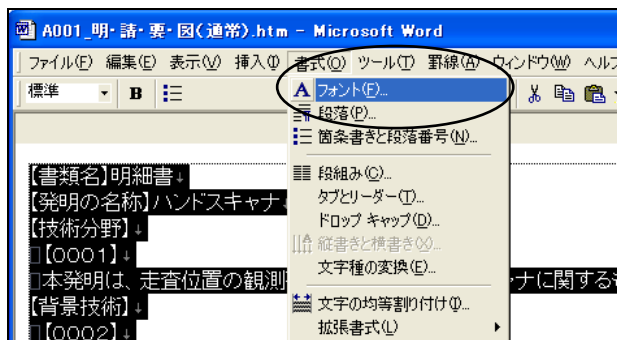 A001_明・請・要・図(通常).htm - Microsoft Word
ファイル(F) 編集(E) 表示(V) 挿入(I) 書式(O) ツール(T) 罫線(A) ウィンドウ(W) ヘル
標準 B
フォント(F)...
段落(P)...
箇条書きと段落番号(N)...
段組み(C)...
タブとリーダー(T)...
ドロップ キャップ(D)...
縦書きと横書き(X)...
文字種の変換(E)...
文字の均等割り付け(I)...
拡張書式(L)
【書類名】明細書↓
【発明の名称】ハンドスキャナ
【技術分野】↓
□【0001】↓
□本発明は、走査位置の観測 ナに関する
【背景技術】↓
□【0002】↓